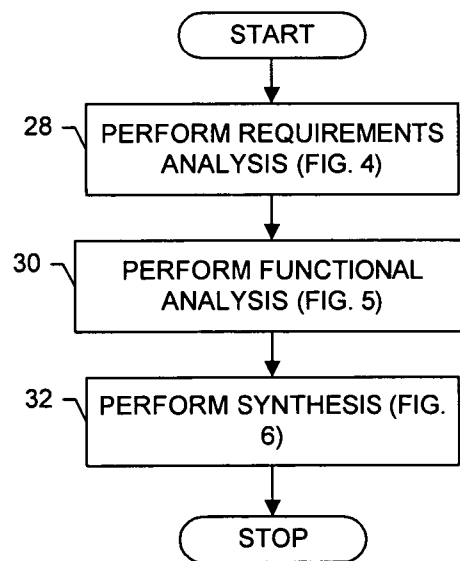 START
28
PERFORM REQUIREMENTS
ANALYSIS (FIG. 4)
30
PERFORM FUNCTIONAL
ANALYSIS (FIG. 5)
32
PERFORM SYNTHESIS (FIG.
6)
STOP